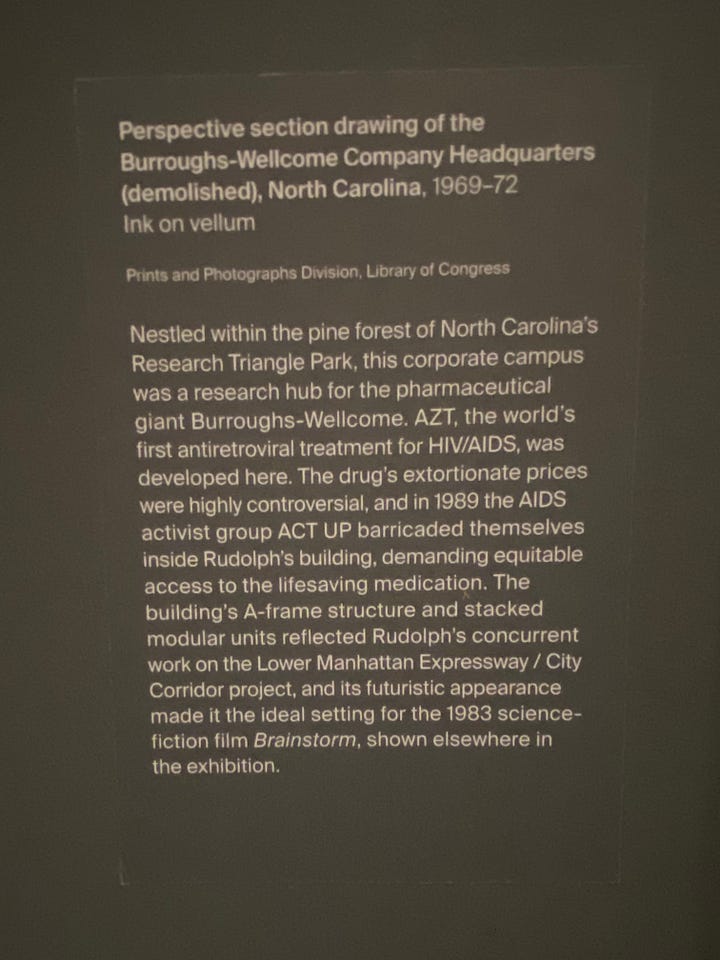 Perspective section drawing of the
Burroughs-Wellcome Company Headquarters
(demolished), North Carolina, 1969–72
Ink on vellum
Prints and Photographs Division, Library of Congress
Nestled within the pine forest of North Carolina's
Research Triangle Park, this corporate campus
was a research hub for the pharmaceutical
giant Burroughs-Wellcome. AZT, the world's
first antiretroviral treatment for HIV/AIDS, was
developed here. The drug's extortionate prices
were highly controversial, and in 1989 the AIDS
activist group ACT UP barricaded themselves
inside Rudolph's building, demanding equitable
access to the lifesaving medication. The
building's A-frame structure and stacked
modular units reflected Rudolph's concurrent
work on the Lower Manhattan Expressway / City
Corridor project, and its futuristic appearance
made it the ideal setting for the 1983 science-
fiction film Brainstorm, shown elsewhere in
the exhibition.